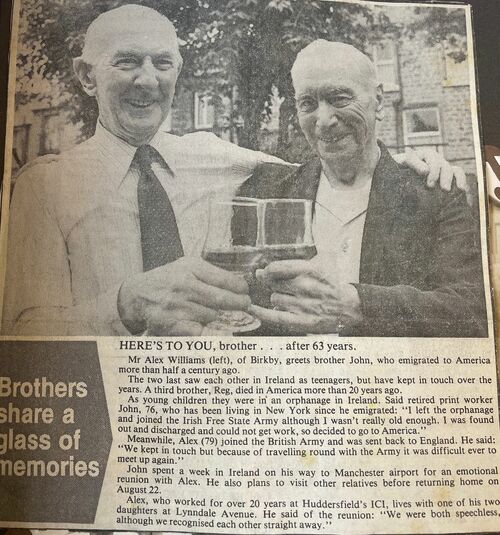 HERE'S TO YOU, brother . . . after 63 years.
Mr Alex Williams (left), of Birkby, greets brother John, who emigrated to America
more than half a century ago.
The two last saw each other in Ireland as teenagers, but have kept in touch over the
years. A third brother, Reg, died in America more than 20 years ago.
As young children they were in an orphanage in Ireland. Said retired print worker
John, 76, who has been living in New York since he emigrated: "I left the orphanage
and joined the Irish Free State Army although I wasn't really old enough. I was found
out and discharged and could not get work, so decided to go to America."
Meanwhile, Alex (79) joined the British Army and was sent back to England. He said:
"We kept in touch but because of travelling round with the Army it was difficult ever to
meet up again."
John spent a week in Ireland on his way to Manchester airport for an emotional
reunion with Alex. He also plans to visit other relatives before returning home on
August 22.
Alex, who worked for over 20 years at Huddersfield's ICI, lives with one of his two
daughters at Lynndale Avenue. He said of the reunion: "We were both speechless,
although we recognised each other straight away."
Brothers
share a
glass of
memories